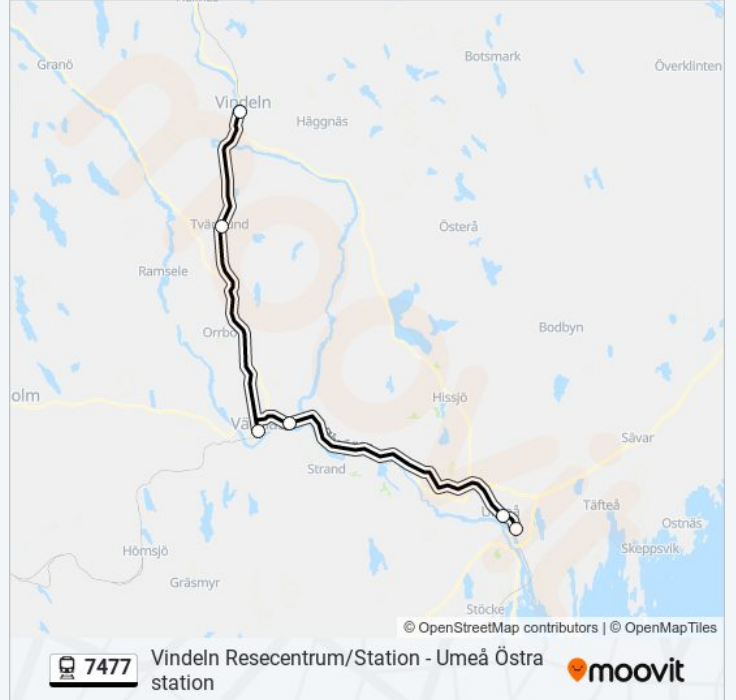 Granö
Botsmark
Överklinten
Vindeln
Häggnäs
Österå
Ramsele
Bodbyn
olm
Hissjö
Sävar
Strand
Täfteå
Ostnäs
Skeppsvik
Hömsjö
Gräsmyr
Stöcke
© OpenStreetMap contributors | © OpenMapTiles
7477
Vindeln Resecentrum/Station - Umeå Östra
station
moovit